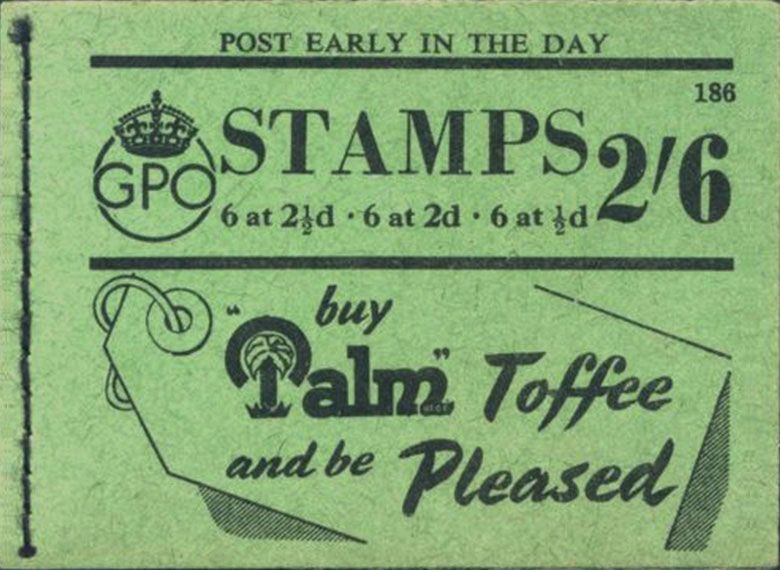 POST EARLY IN THE DAY
186
GPO
STAMPS 2/6
6 at 2½d · 6 at 2d · 6 at ½d
buy
"Palm" Toffee
and be Pleased